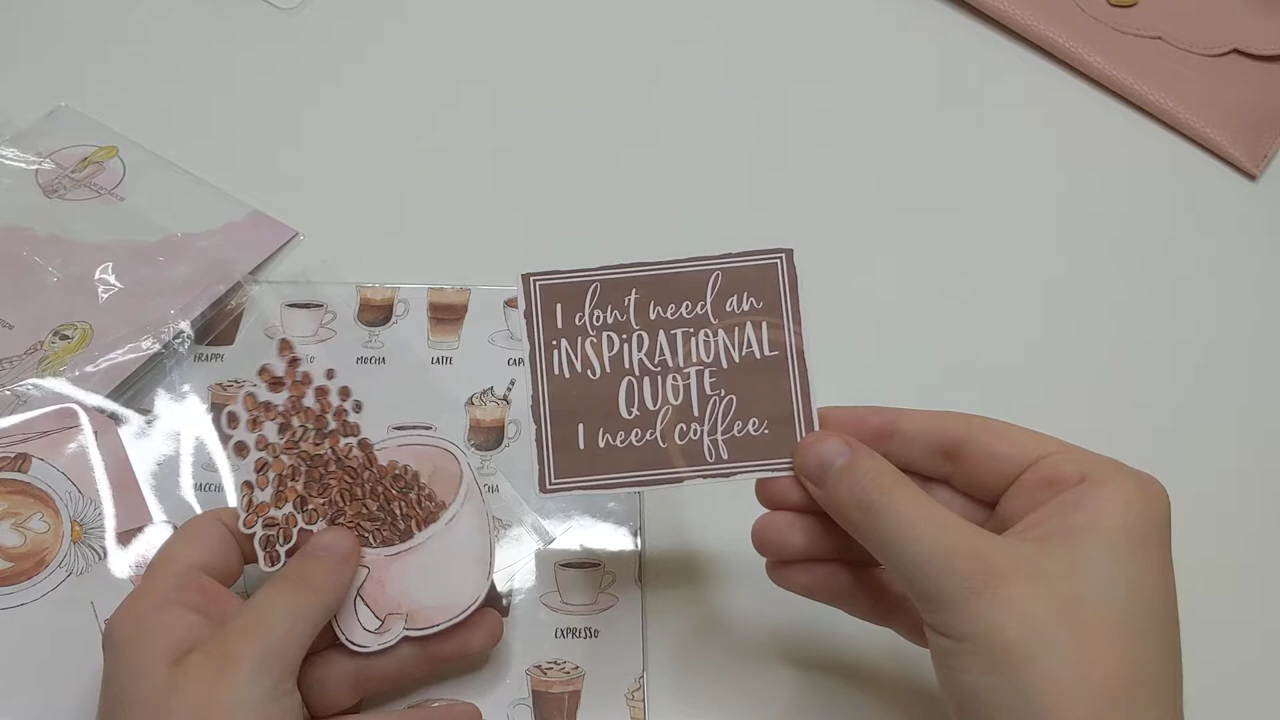 I don't need an
iNSPiRATiONAL
QUOTE,
I need coffee.
FRAPPE
MOCHA
LATTE
EXPRESSO